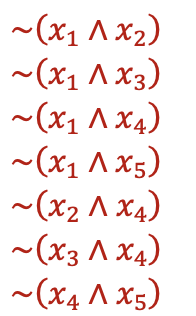 ~(x₁ ∧ x₂)
~(x₁ ∧ x₃)
~(x₁ ∧ x₄)
~(x₁ ∧ x₅)
~(x₂ ∧ x₄)
~(x₃ ∧ x₄)
~(x₄ ∧ x₅)